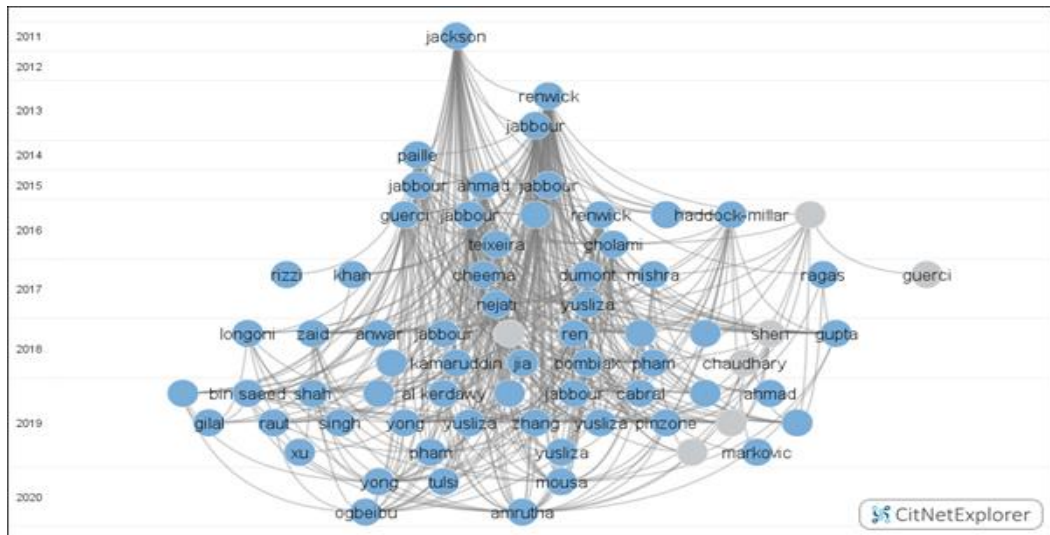 2011
jackson
2012
renwick
2013
jabbour
2014
paille
2015
jabbour ahmad jabbour
guerci jabbour renwick haddock-millar
2016
teixeira gholami
rizzi khan cheema dumont mishra ragas guerci
2017
nejati yusliza
longoni zaid anwar jabbour ren shen gupta
2018
kamaruddin jia bombiak pham chaudhary
bin saeed shah al kerdawy jabbour cabral ahmad
gilal raut singh yong yusliza zhang yusliza pinzone
2019
xu pham yusliza markovic
yong tulsi mousa
2020
ogbeibu amrutha
CitNetExplorer